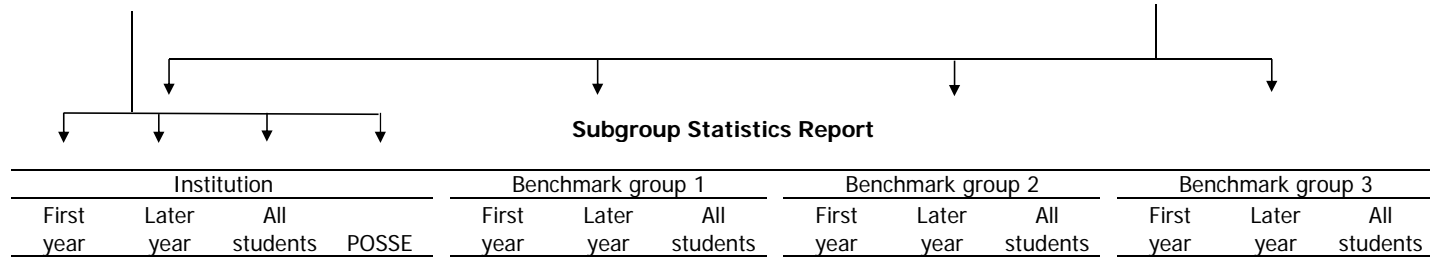 Subgroup Statistics Report
Institution Benchmark group 1 Benchmark group 2 Benchmark group 3
First Later All First Later All First Later All First Later All
year year students POSSE year year students year year students year year students